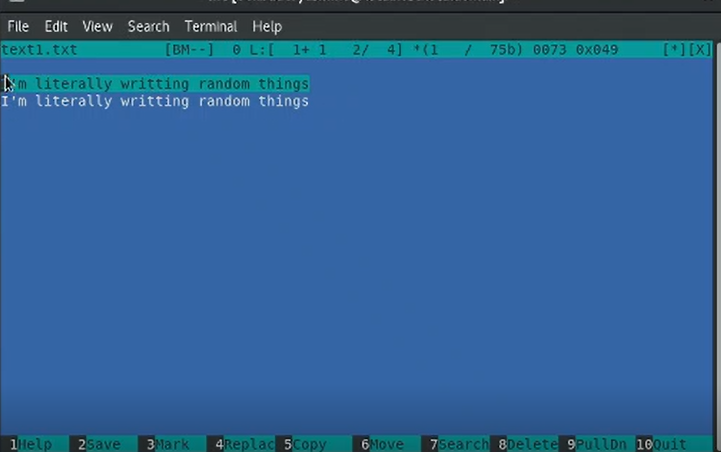 File Edit View Search Terminal Help
text1.txt [BM--] 0 L:[ 1+ 1 2/ 4] *(1 / 75b) 0073 0x049 [*][X]
I'm literally writting random things
I'm literally writting random things
1Help 2Save 3Mark 4Replac 5Copy 6Move 7Search 8Delete 9PullDn 10Quit